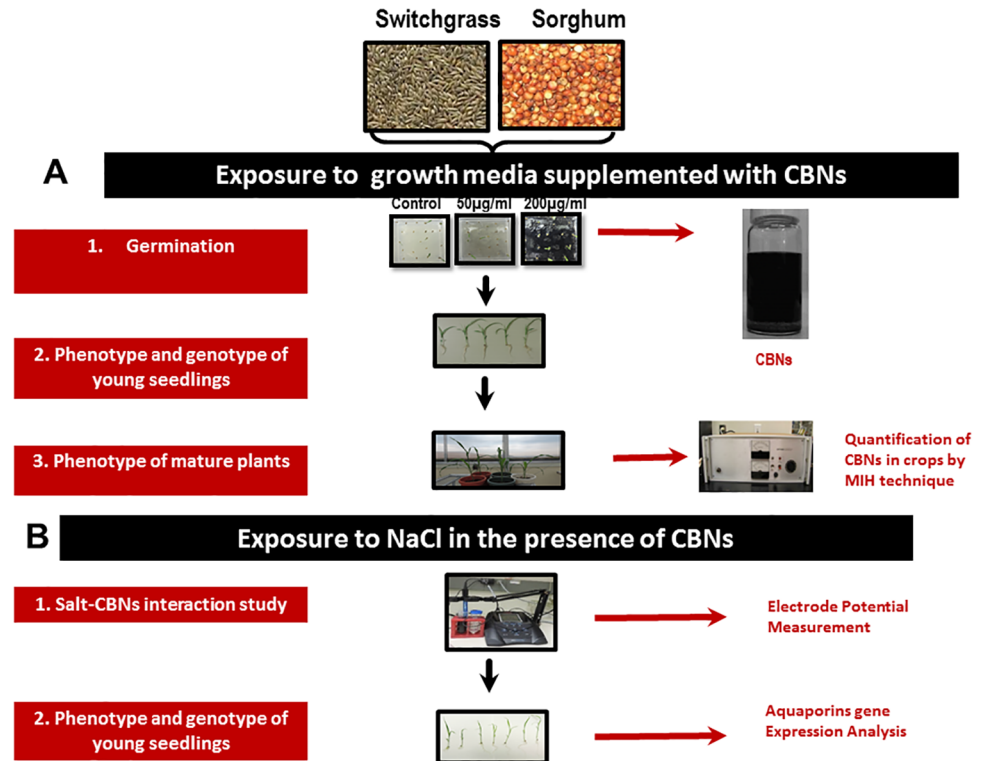 Switchgrass Sorghum
A
Exposure to growth media supplemented with CBNs
Control 50µg/ml 200µg/ml
1. Germination
CBNs
2. Phenotype and genotype of
young seedlings
3. Phenotype of mature plants
Quantification of
CBNs in crops by
MIH technique
B
Exposure to NaCl in the presence of CBNs
1. Salt-CBNs interaction study
Electrode Potential
Measurement
2. Phenotype and genotype of
young seedlings
Aquaporins gene
Expression Analysis